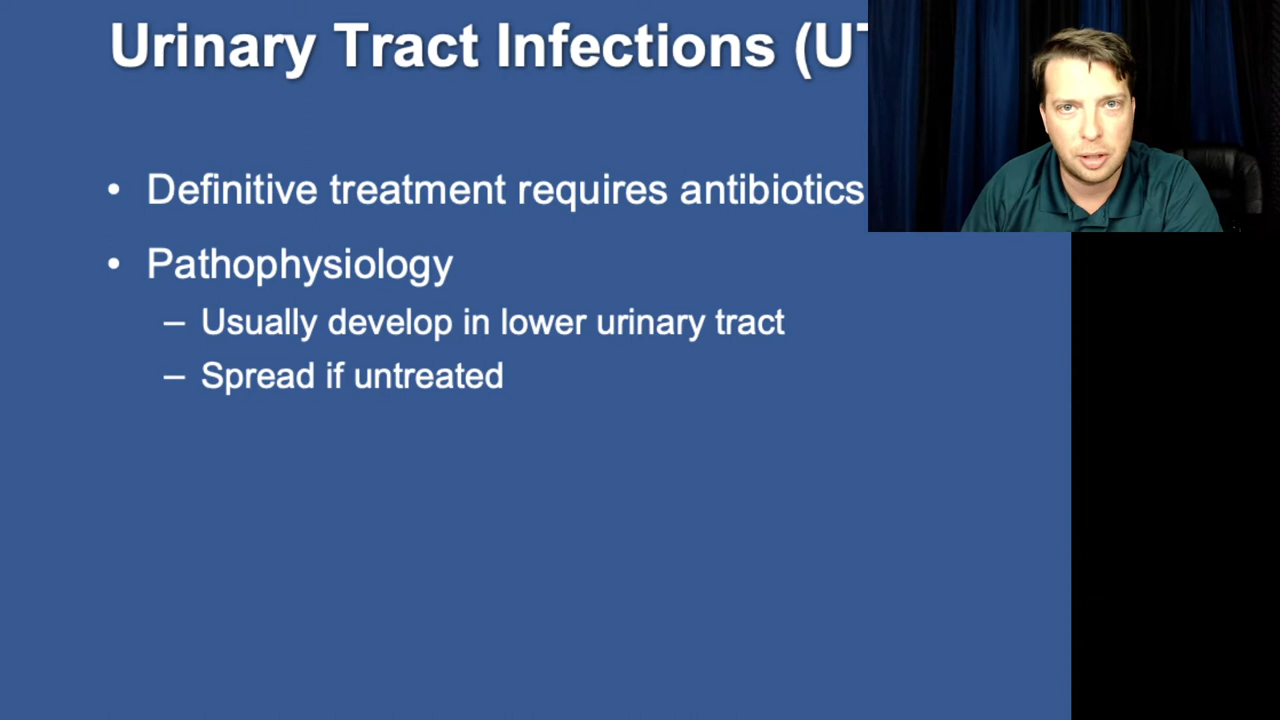 Urinary Tract Infections (U
• Definitive treatment requires antibiotics
• Pathophysiology
– Usually develop in lower urinary tract
– Spread if untreated